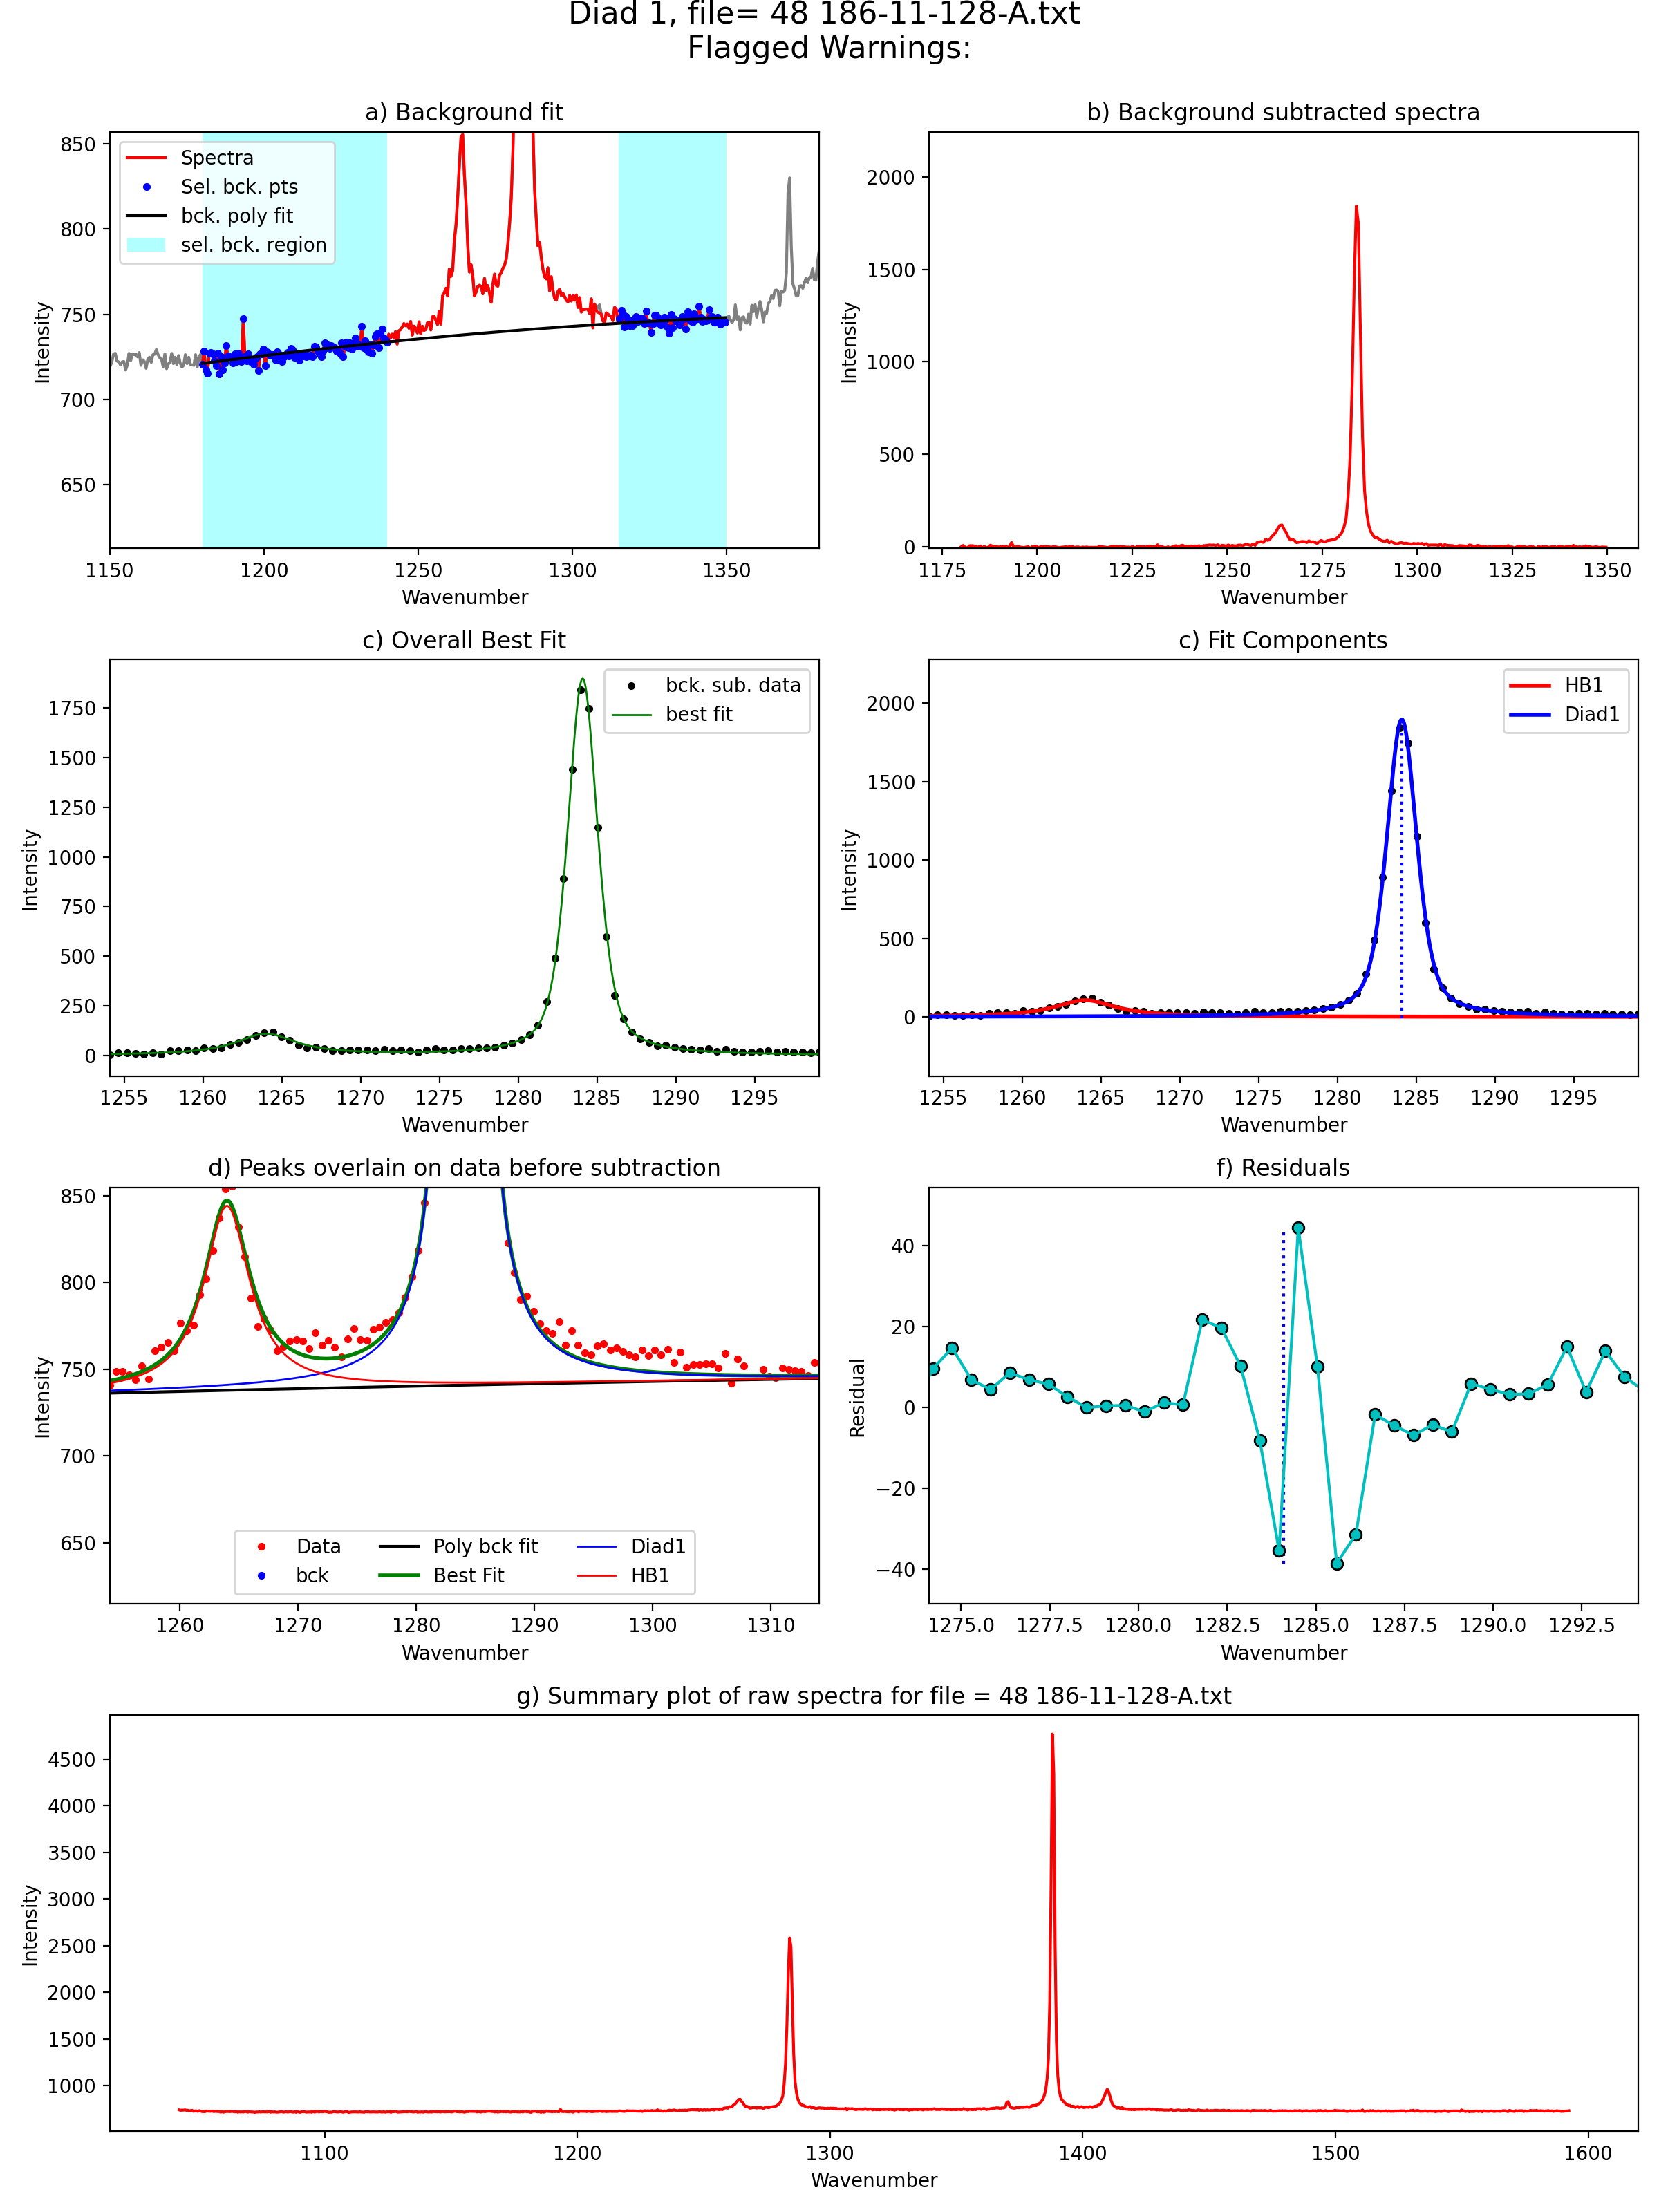 Diad 1, file= 48 186-11-128-A.txt
Flagged Warnings:
a) Background fit
850
800
750
700
650
Intensity
Spectra
Sel. bck. pts
bck. poly fit
sel. bck. region
1150 1200 1250 1300 1350
Wavenumber
b) Background subtracted spectra
2000
1500
1000
500
0
Intensity
1175 1200 1225 1250 1275 1300 1325 1350
Wavenumber
c) Overall Best Fit
1750
1500
1250
1000
750
500
250
0
Intensity
bck. sub. data
best fit
1255 1260 1265 1270 1275 1280 1285 1290 1295
Wavenumber
c) Fit Components
2000
1500
1000
500
0
Intensity
HB1
Diad1
1255 1260 1265 1270 1275 1280 1285 1290 1295
Wavenumber
d) Peaks overlain on data before subtraction
850
800
750
700
650
Intensity
Data
bck
Poly bck fit
Best Fit
Diad1
HB1
1260 1270 1280 1290 1300 1310
Wavenumber
f) Residuals
40
20
0
−20
−40
Residual
1275.0 1277.5 1280.0 1282.5 1285.0 1287.5 1290.0 1292.5
Wavenumber
g) Summary plot of raw spectra for file = 48 186-11-128-A.txt
4500
4000
3500
3000
2500
2000
1500
1000
Intensity
1100 1200 1300 1400 1500 1600
Wavenumber